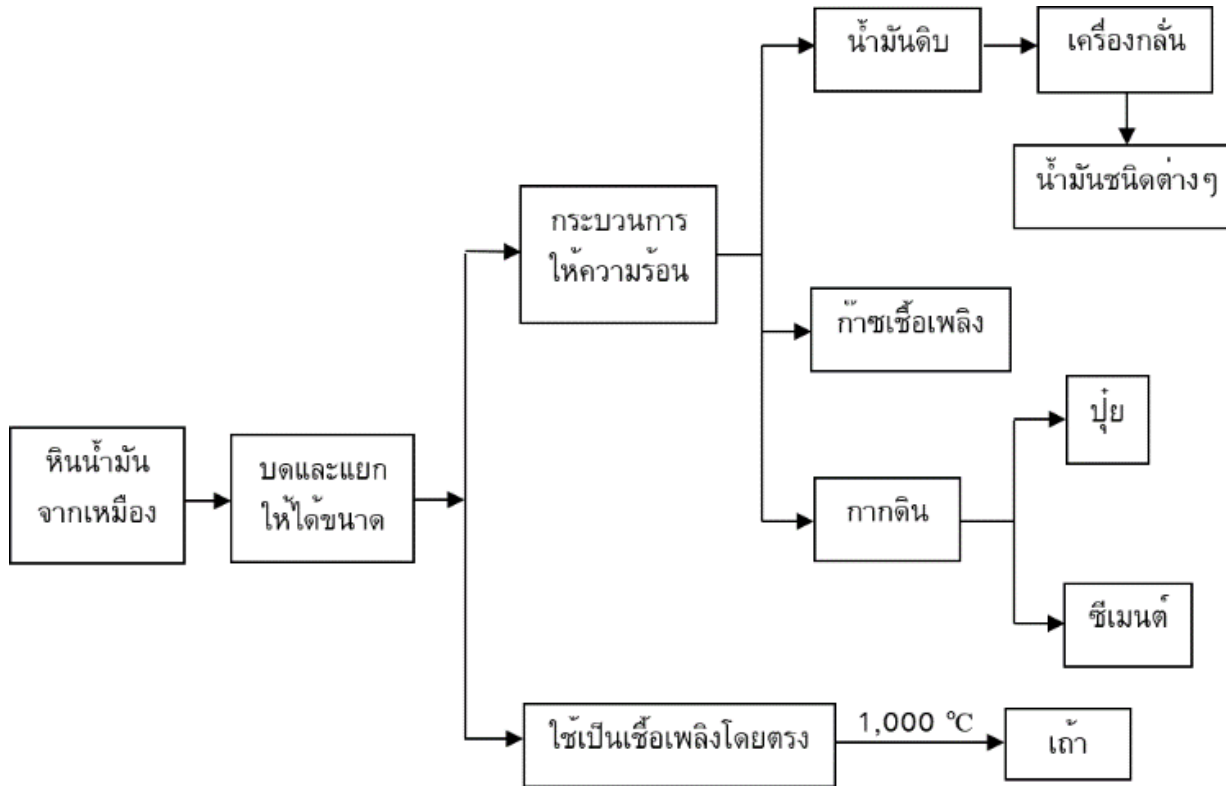 น้ำมันดิบ
เครื่องกลั่น
น้ำมันชนิดต่างๆ
กระบวนการ
ให้ความร้อน
ก๊าซเชื้อเพลิง
ปุ๋ย
หินน้ำมัน
จากเหมือง
บดและแยก
ให้ได้ขนาด
กากดิน
ซีเมนต์
ใช้เป็นเชื้อเพลิงโดยตรง
1,000 °C
เถ้า